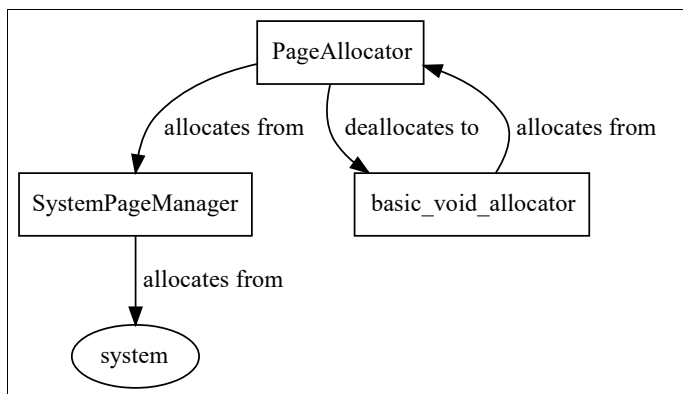 PageAllocator
allocates from
deallocates to
allocates from
SystemPageManager
basic_void_allocator
allocates from
system